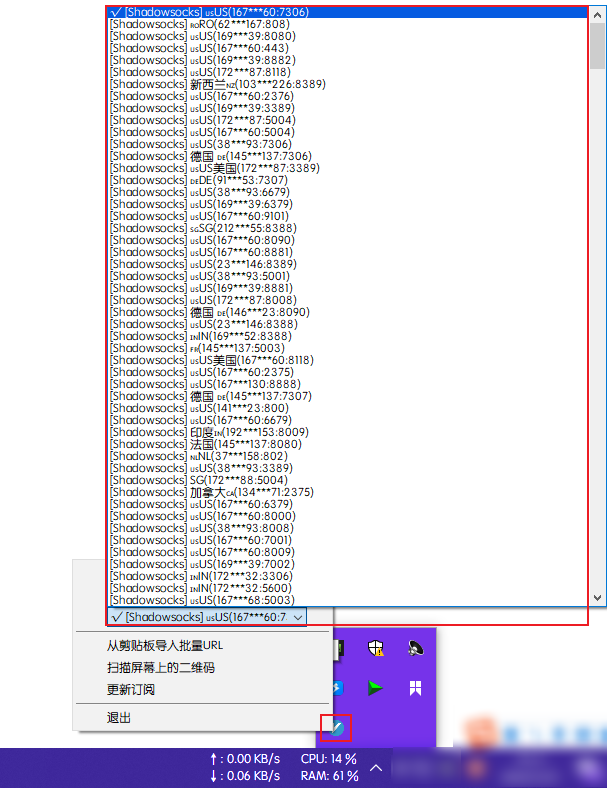 ✓ [Shadowsocks] usUS(167***60:7306)
[Shadowsocks] RORO(62***167:808)
[Shadowsocks] usUS(169***39:8080)
[Shadowsocks] usUS(167***60:443)
[Shadowsocks] usUS(169***39:8882)
[Shadowsocks] usUS(172***87:8118)
[Shadowsocks] 新西兰NZ(103***226:8389)
[Shadowsocks] usUS(167***60:2376)
[Shadowsocks] usUS(169***39:3389)
[Shadowsocks] usUS(172***87:5004)
[Shadowsocks] usUS(167***60:5004)
[Shadowsocks] usUS(38***93:7306)
[Shadowsocks] 德国 DE(145***137:7306)
[Shadowsocks] usUS美国(172***87:3389)
[Shadowsocks] DEDE(91***53:7307)
[Shadowsocks] usUS(38***93:6679)
[Shadowsocks] usUS(169***39:6379)
[Shadowsocks] usUS(167***60:9101)
[Shadowsocks] SGSG(212***55:8388)
[Shadowsocks] usUS(167***60:8090)
[Shadowsocks] usUS(167***60:8881)
[Shadowsocks] usUS(23***146:8389)
[Shadowsocks] usUS(38***93:5001)
[Shadowsocks] usUS(169***39:8881)
[Shadowsocks] usUS(172***87:8008)
[Shadowsocks] 德国 DE(146***23:8090)
[Shadowsocks] usUS(23***146:8388)
[Shadowsocks] ININ(169***52:8388)
[Shadowsocks] FR(145***137:5003)
[Shadowsocks] usUS美国(167***60:8118)
[Shadowsocks] usUS(167***60:2375)
[Shadowsocks] usUS(167***130:8888)
[Shadowsocks] 德国 DE(145***137:7307)
[Shadowsocks] usUS(141***23:800)
[Shadowsocks] usUS(167***60:6679)
[Shadowsocks] 印度IN(192***153:8009)
[Shadowsocks] 法国(145***137:8080)
[Shadowsocks] NLNL(37***158:802)
[Shadowsocks] usUS(38***93:3389)
[Shadowsocks] SG(172***88:5004)
[Shadowsocks] 加拿大CA(134***71:2375)
[Shadowsocks] usUS(167***60:6379)
[Shadowsocks] usUS(167***60:8000)
[Shadowsocks] usUS(38***93:8008)
[Shadowsocks] usUS(167***60:7001)
[Shadowsocks] usUS(167***60:8009)
[Shadowsocks] usUS(169***39:7002)
[Shadowsocks] ININ(172***32:3306)
[Shadowsocks] ININ(172***32:5600)
[Shadowsocks] usUS(167***68:5003)
✓ [Shadowsocks] usUS(167***60:7
从剪贴板导入批量URL
扫描屏幕上的二维码
更新订阅
退出
↑: 0.00 KB/s CPU: 14%
↓: 0.06 KB/s RAM: 61%